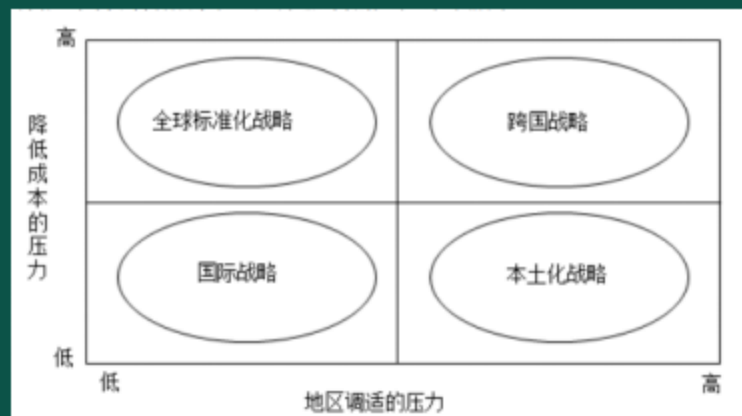 高
全球标准化战略
跨国战略
降低成本的压力
国际战略
本土化战略
低
低
高
地区调适的压力